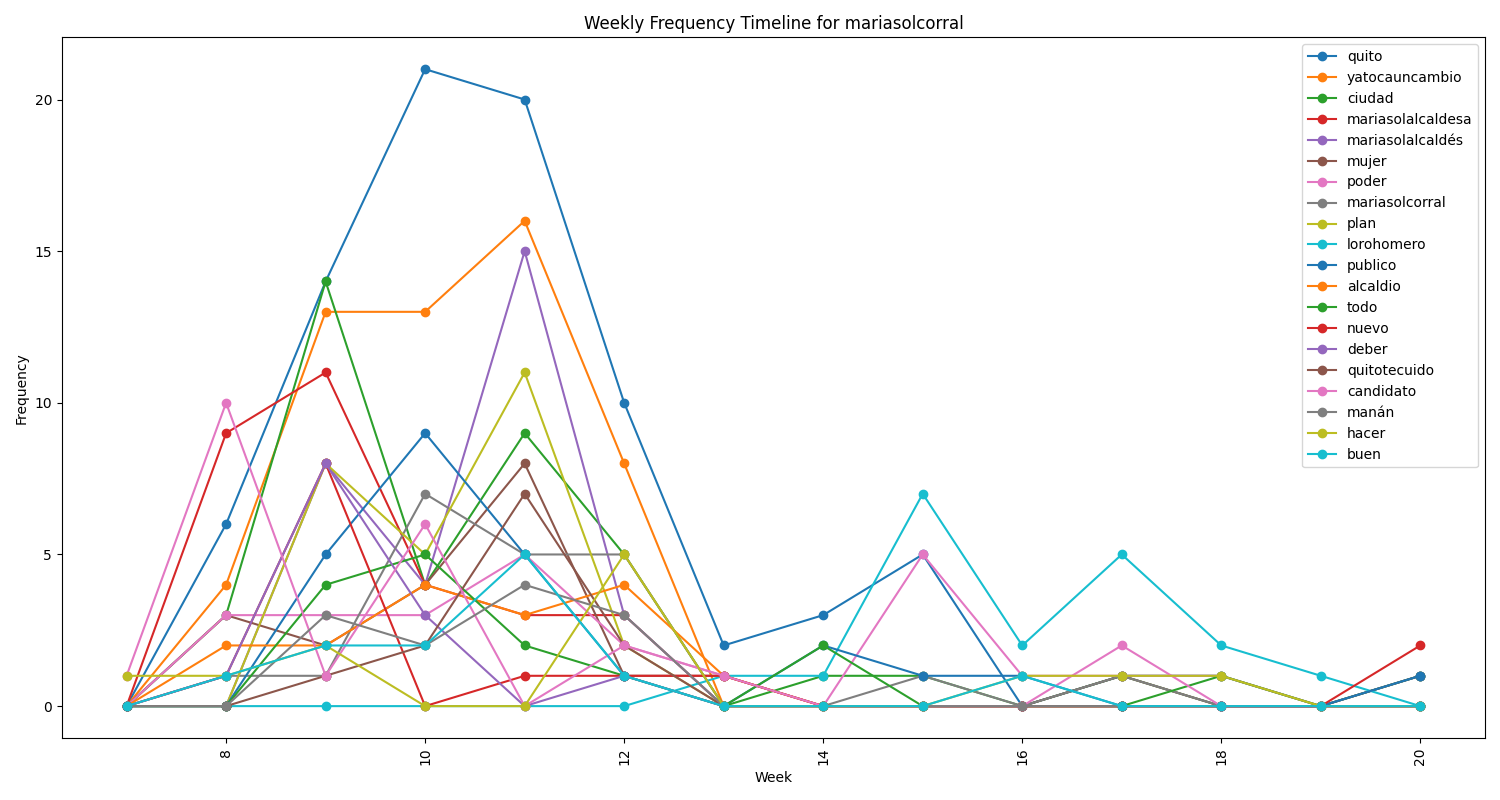 Weekly Frequency Timeline for mariasolcorral
quito
yatocauncambio
ciudad
mariasolalcaldesa
mariasolalcaldés
mujer
poder
mariasolcorral
plan
lorohomero
publico
alcaldio
todo
nuevo
deber
quitotecuido
candidato
manán
hacer
buen
Frequency
20
15
10
5
0
8
10
12
14
16
18
20
Week